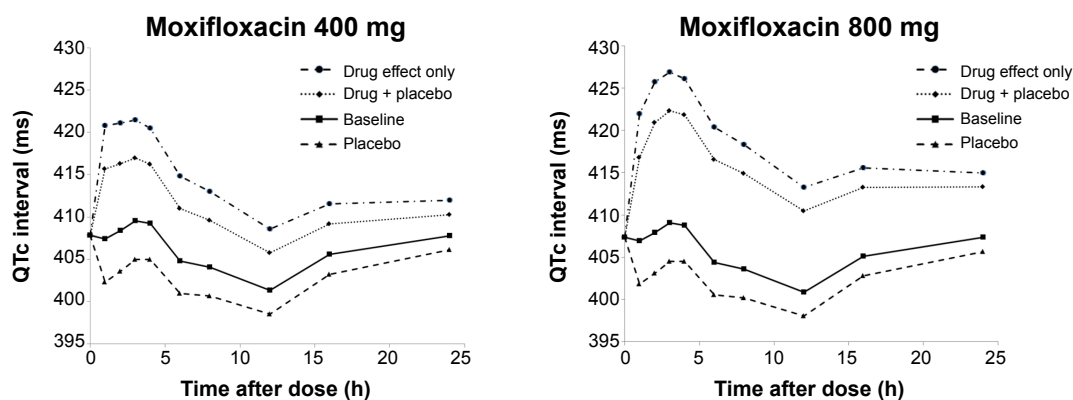 Moxifloxacin 400 mg
430
425
420
415
410
405
400
395
QTc interval (ms)
Drug effect only
Drug + placebo
Baseline
Placebo
0
5
10
15
20
25
Time after dose (h)
Moxifloxacin 800 mg
430
425
420
415
410
405
400
395
QTc interval (ms)
Drug effect only
Drug + placebo
Baseline
Placebo
0
5
10
15
20
25
Time after dose (h)